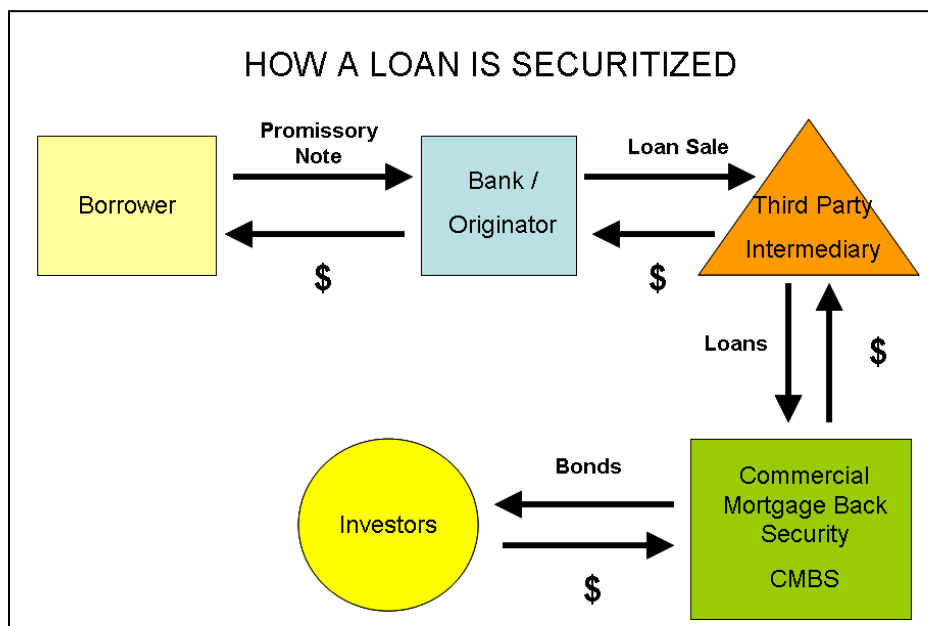 HOW A LOAN IS SECURITIZED
Promissory
Note
Loan Sale
Borrower
Bank /
Originator
Third Party
Intermediary
$
$
Loans
$
Bonds
Investors
Commercial
Mortgage Back
Security
CMBS
$